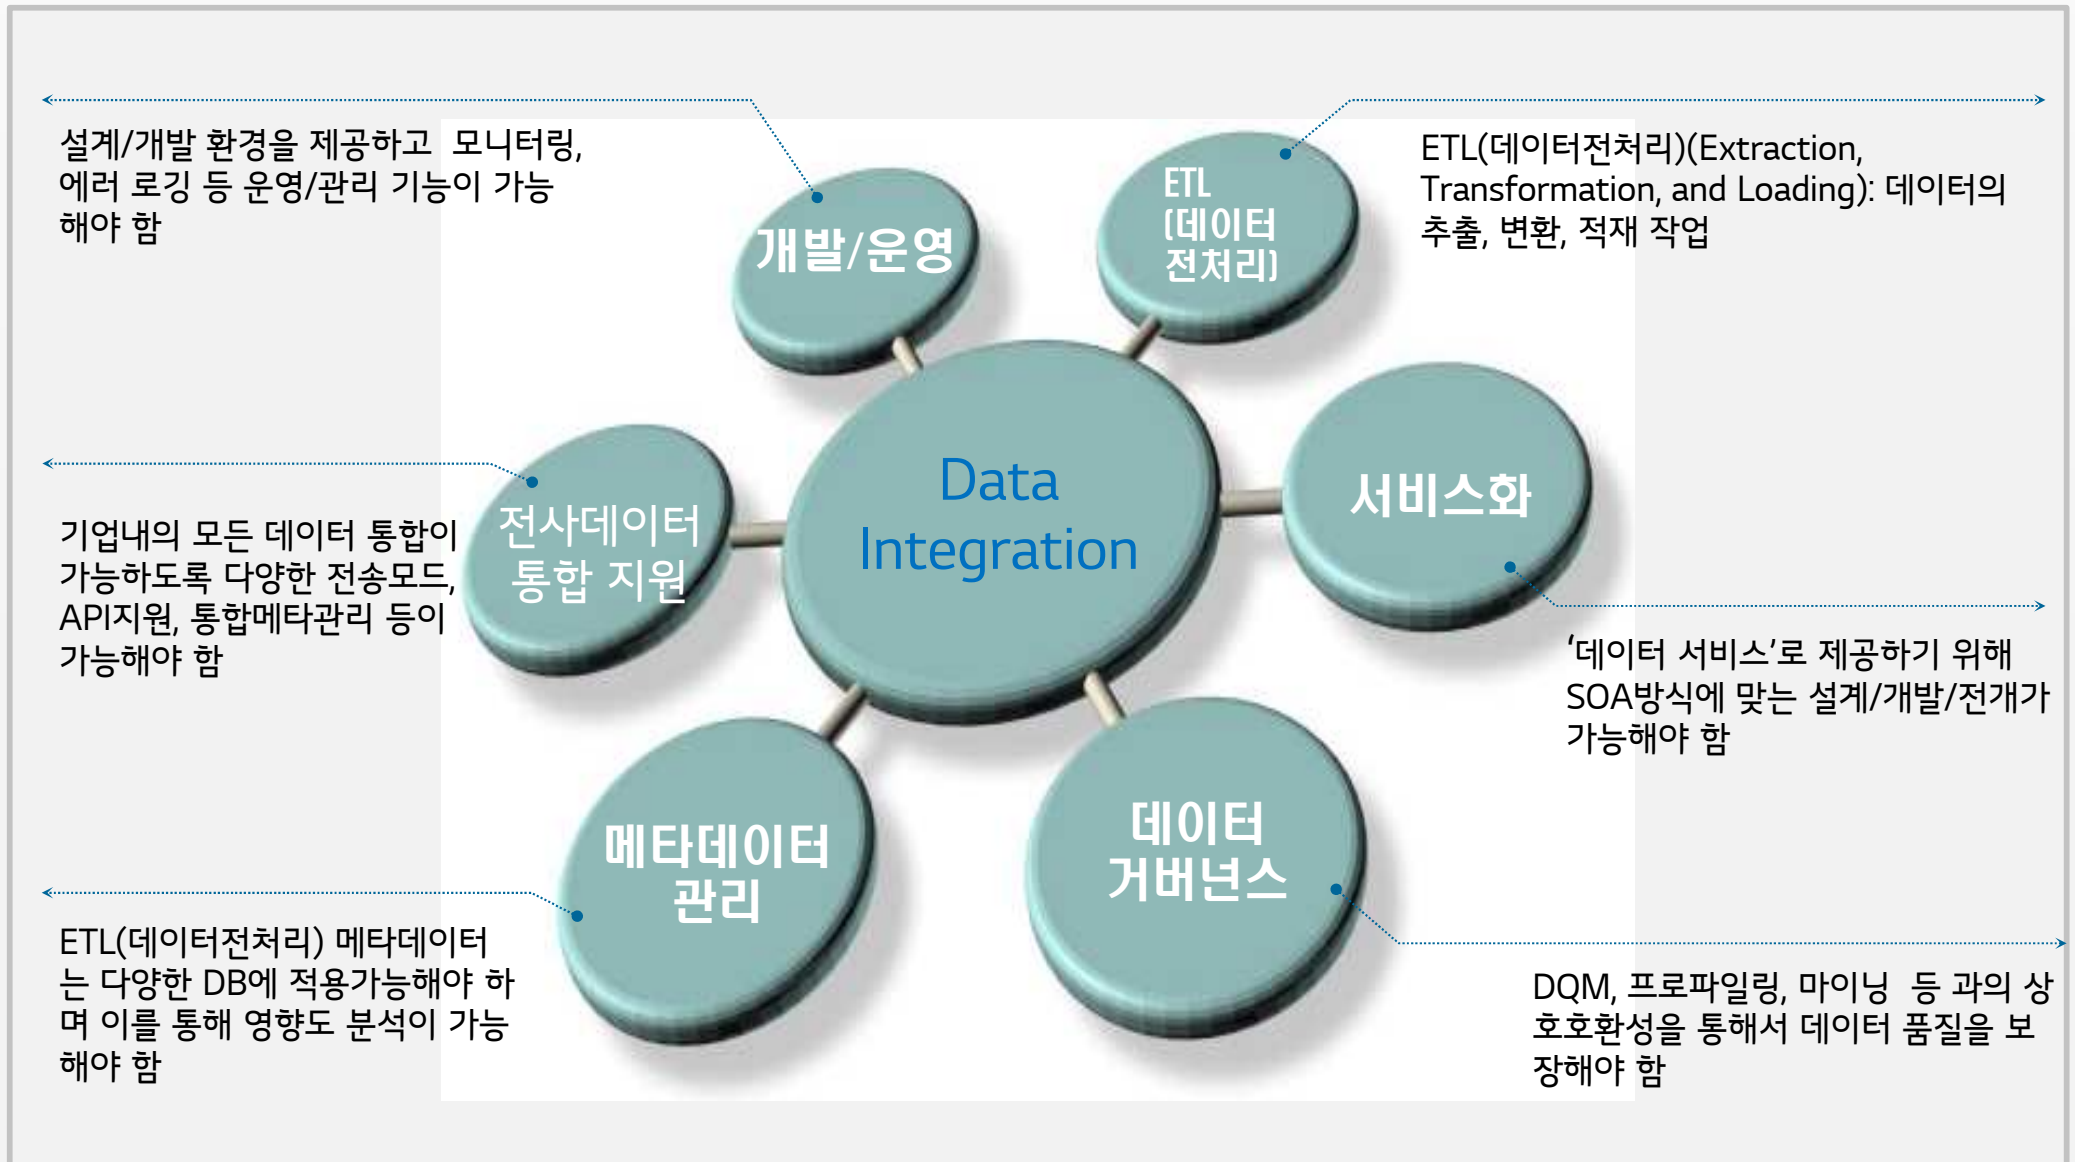 설계/개발 환경을 제공하고 모니터링,
에러 로깅 등 운영/관리 기능이 가능
해야 함
개발/운영
ETL
(데이터
전처리)
ETL(데이터전처리)(Extraction,
Transformation, and Loading): 데이터의
추출, 변환, 적재 작업
Data
Integration
서비스화
'데이터 서비스'로 제공하기 위해
SOA방식에 맞는 설계/개발/전개가
가능해야 함
전사데이터
통합 지원
기업내의 모든 데이터 통합이
가능하도록 다양한 전송모드,
API지원, 통합메타관리 등이
가능해야 함
메타데이터
관리
ETL(데이터전처리) 메타데이터
는 다양한 DB에 적용가능해야 하
며 이를 통해 영향도 분석이 가능
해야 함
데이터
거버넌스
DQM, 프로파일링, 마이닝 등 과의 상
호호환성을 통해서 데이터 품질을 보
장해야 함